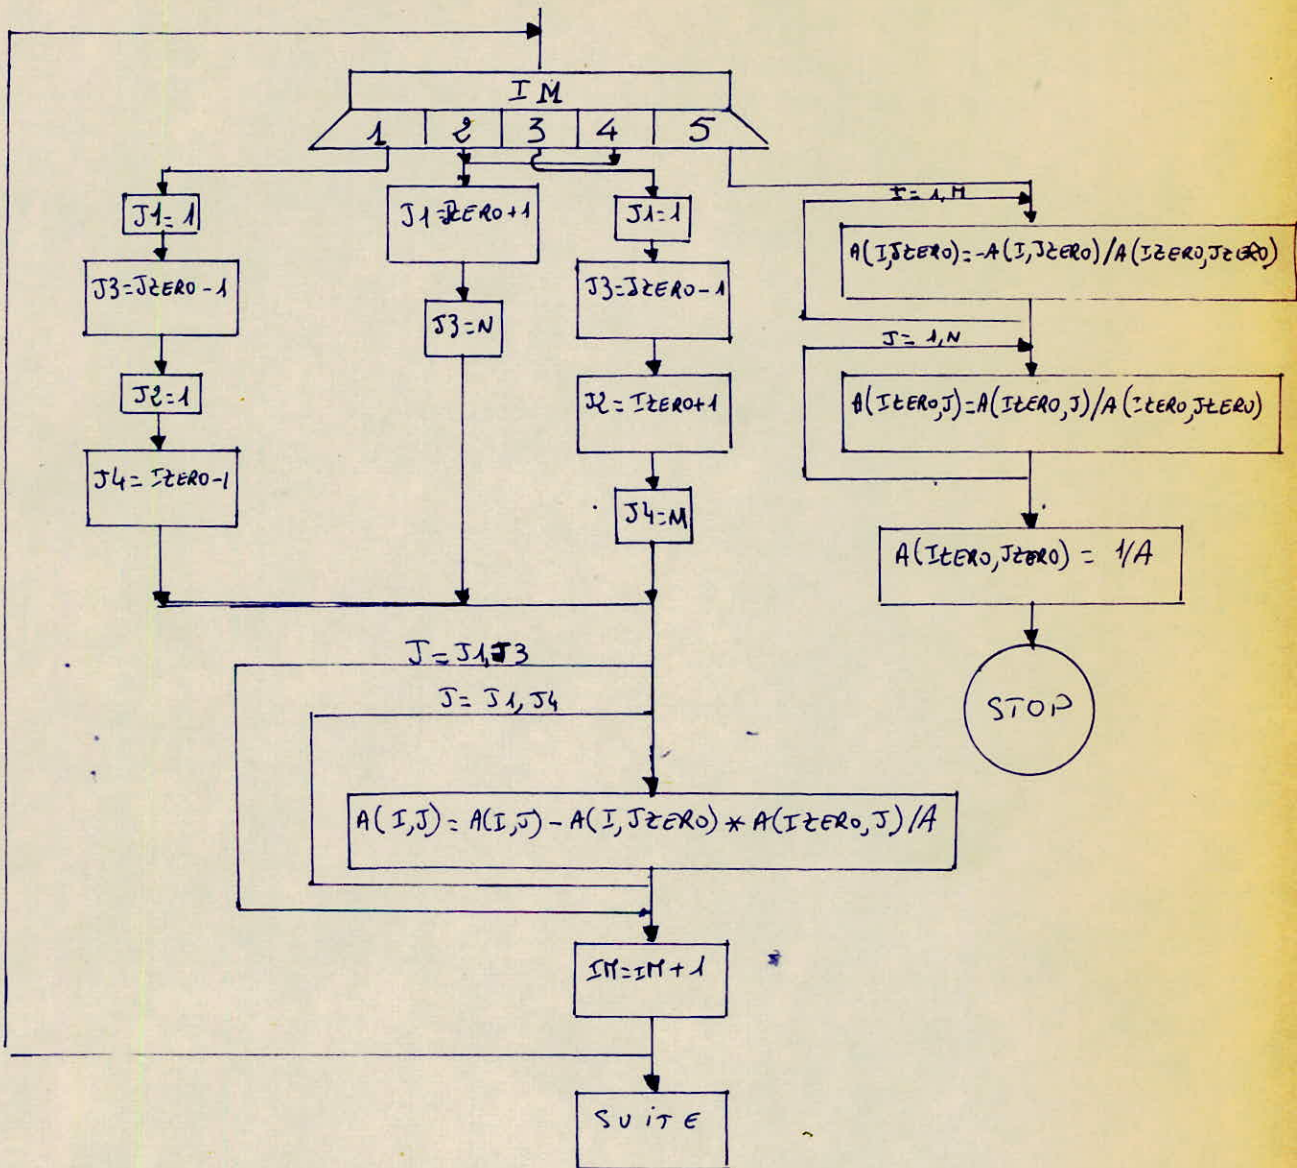 IM
1 2 3 4 5
J1=1
J3=JZERO-1
J2=1
J4=IZERO-1
J1=JZERO+1
J3=N
J1=1
J3=JZERO-1
J2=IZERO+1
J4=M
I=1,M
A(I,JZERO)=-A(I,JZERO)/A(IZERO,JZERO)
J=1,N
A(IZERO,J)=A(IZERO,J)/A(IZERO,JZERO)
A(IZERO,JZERO) = 1/A
STOP
J=J1,J3
J=J1,J4
A(I,J)=A(I,J)-A(I,JZERO)*A(IZERO,J)/A
IM=IM+1
SUITE